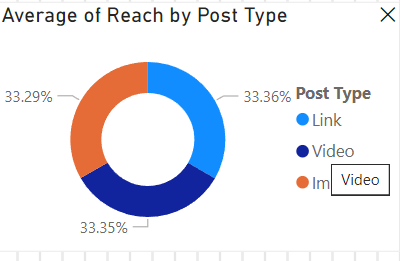 Average of Reach by Post Type
33.29%
33.36%
33.35%
Post Type
Link
Video
Im
Video